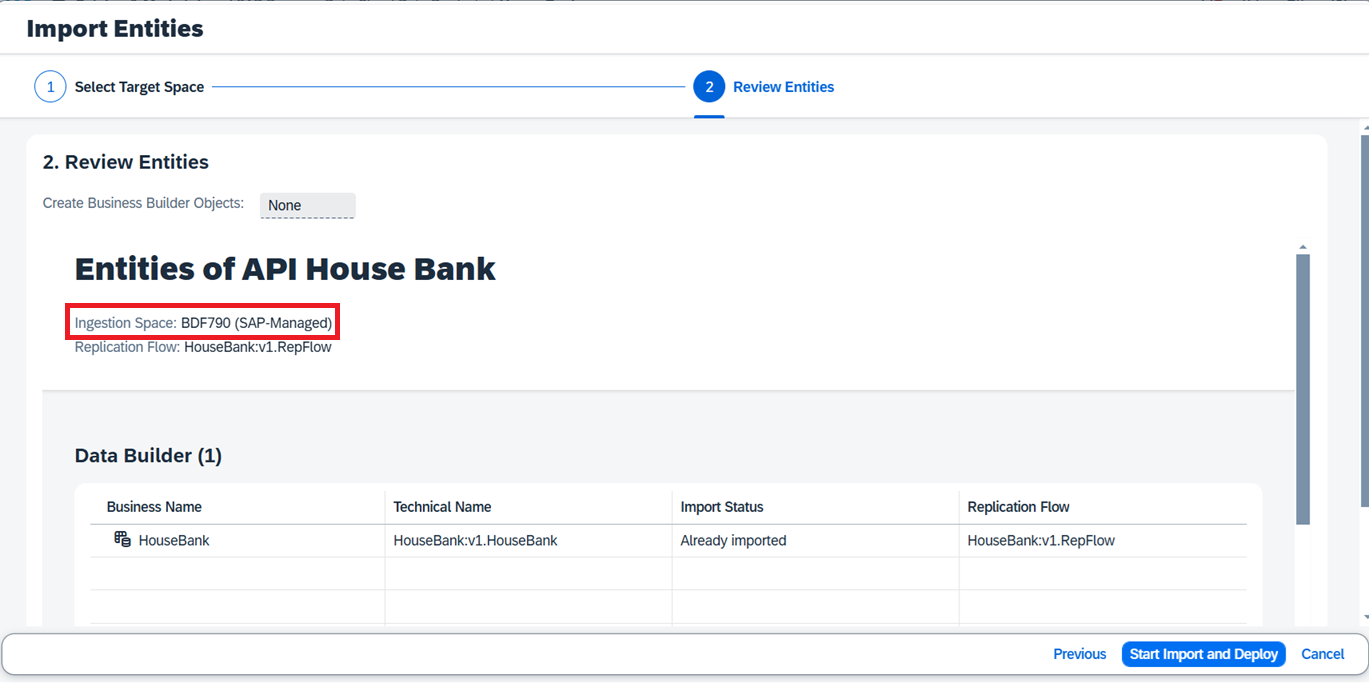 Import Entities
1 Select Target Space 2 Review Entities
2. Review Entities
Create Business Builder Objects: None
Entities of API House Bank
Ingestion Space: BDF790 (SAP-Managed)
Replication Flow: HouseBank:v1.RepFlow
Data Builder (1)
Business Name Technical Name Import Status Replication Flow
HouseBank HouseBank:v1.HouseBank Already imported HouseBank:v1.RepFlow
Previous Start Import and Deploy Cancel